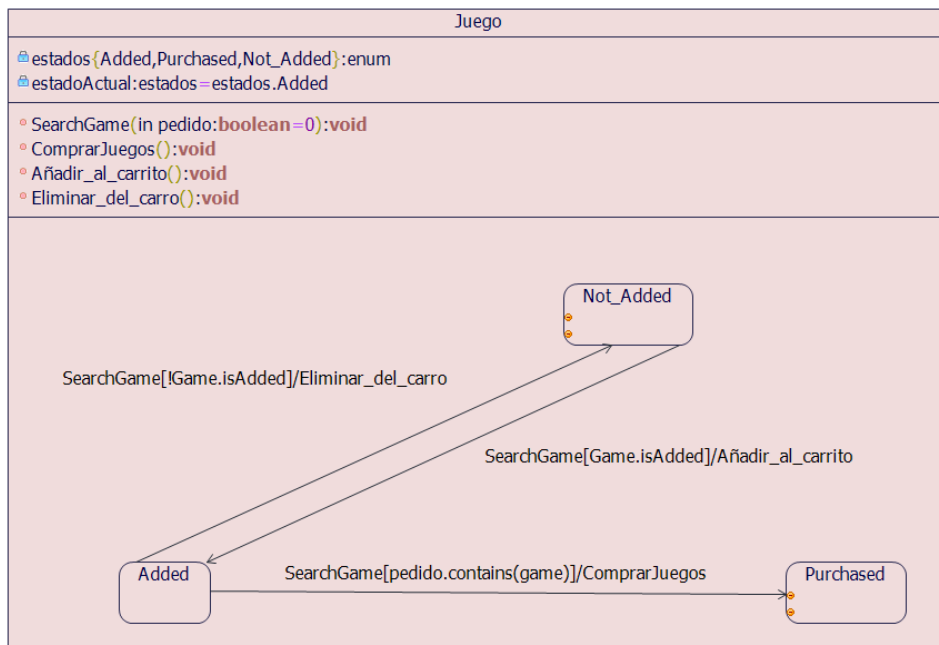 Juego
estados{Added,Purchased,Not_Added}:enum
estadoActual:estados=estados.Added
SearchGame(in pedido:boolean=0):void
ComprarJuegos():void
Añadir_al_carrito():void
Eliminar_del_carro():void
Not_Added
SearchGame[!Game.isAdded]/Eliminar_del_carro
SearchGame[Game.isAdded]/Añadir_al_carrito
Added
SearchGame[pedido.contains(game)]/ComprarJuegos
Purchased